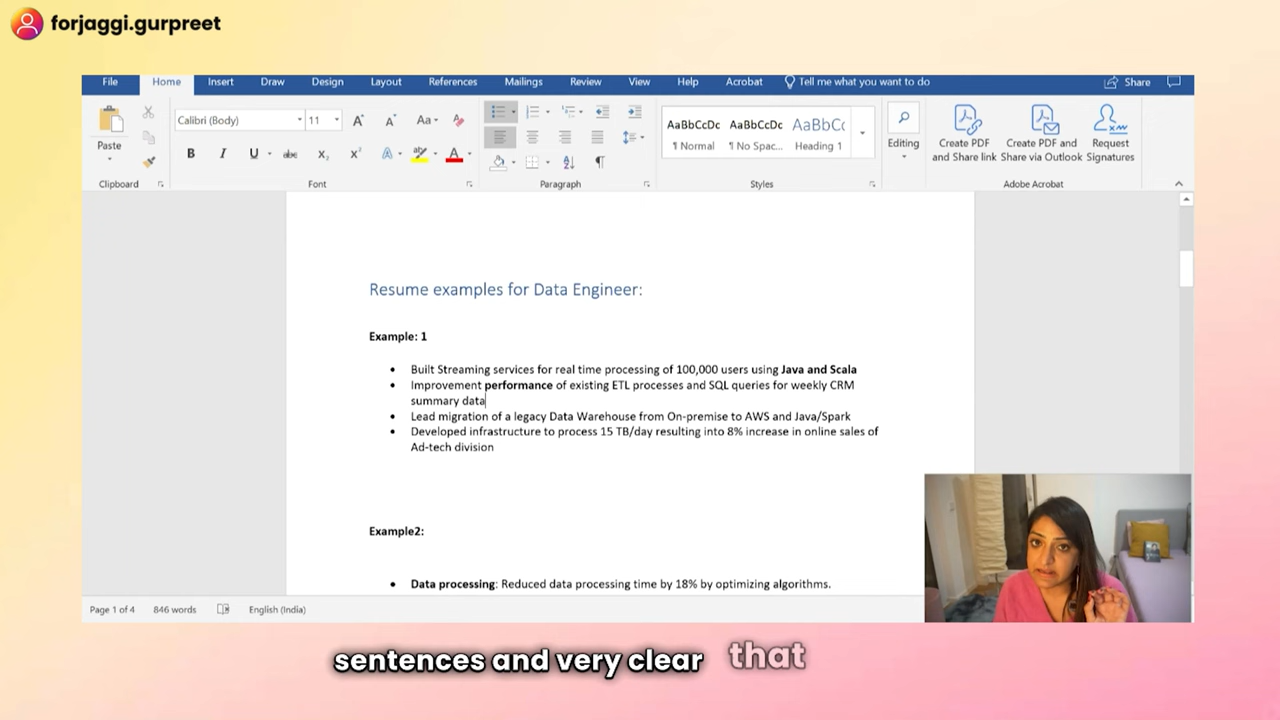 forjaggi.gurpreet
File Home Insert Draw Design Layout References Mailings Review View Help Acrobat Tell me what you want to do Share
Calibri (Body) 11 Aa AaBbCcDc AaBbCcDc AaBbCc
Paste B I U abc X₂ X² A A ¶ Normal ¶ No Spac... Heading 1 Editing Create PDF and Share link Create PDF and Share via Outlook Request Signatures
Clipboard Font Paragraph Styles Adobe Acrobat
Resume examples for Data Engineer:
Example: 1
• Built Streaming services for real time processing of 100,000 users using Java and Scala
• Improvement performance of existing ETL processes and SQL queries for weekly CRM
summary data
• Lead migration of a legacy Data Warehouse from On-premise to AWS and Java/Spark
• Developed infrastructure to process 15 TB/day resulting into 8% increase in online sales of
Ad-tech division
Example2:
• Data processing: Reduced data processing time by 18% by optimizing algorithms.
Page 1 of 4 846 words English (India)
sentences and very clear that